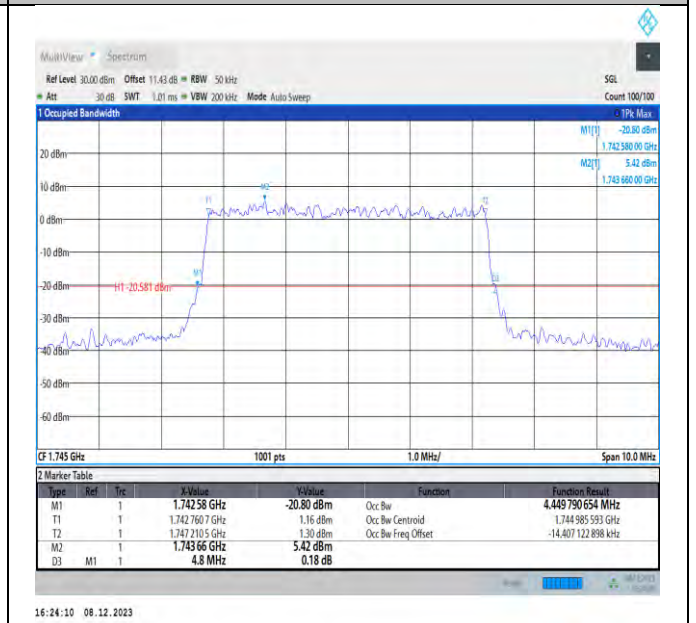 MultiView Spectrum
Ref Level 30.00 dBm Offset 11.43 dB RBW 50 kHz SGL
Att 30 dB SWT 1.01 ms VBW 200 kHz Mode Auto Sweep Count 100/100
1 Occupied Bandwidth 1Pk Max
M1[1] -20.80 dBm
1.742 580 00 GHz
M2[1] 5.42 dBm
1.743 660 00 GHz
20 dBm
10 dBm
T1 M2 T2
0 dBm
-10 dBm
M1 D3
-20 dBm H1 -20.581 dBm
-30 dBm
-40 dBm
-50 dBm
-60 dBm
CF 1.745 GHz 1001 pts 1.0 MHz/ Span 10.0 MHz
2 Marker Table
Type Ref Trc X-Value Y-Value Function Function Result
M1 1 1.742 58 GHz -20.80 dBm Occ Bw 4.449 790 654 MHz
T1 1 1.742 760 7 GHz 1.16 dBm Occ Bw Centroid 1.744 985 593 GHz
T2 1 1.747 210 5 GHz 1.30 dBm Occ Bw Freq Offset -14.407 122 898 kHz
M2 1 1.743 66 GHz 5.42 dBm
D3 M1 1 4.8 MHz 0.18 dB
16:24:10 08.12.2023